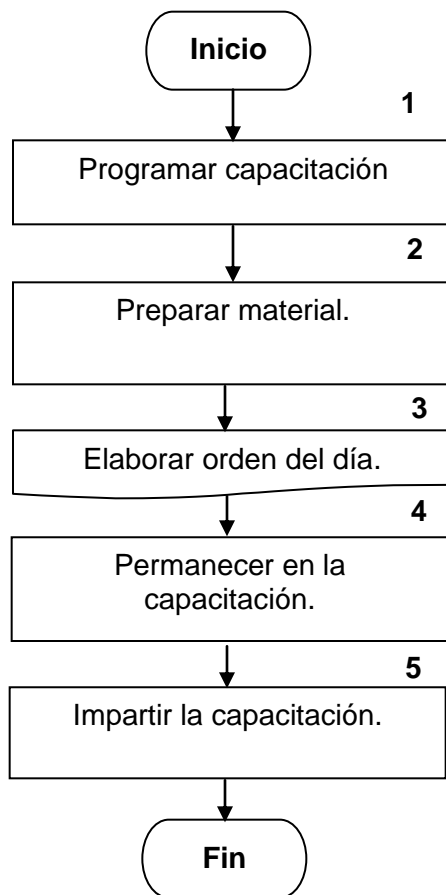 Inicio
1
Programar capacitación
2
Preparar material.
3
Elaborar orden del día.
4
Permanecer en la
capacitación.
5
Impartir la capacitación.
Fin